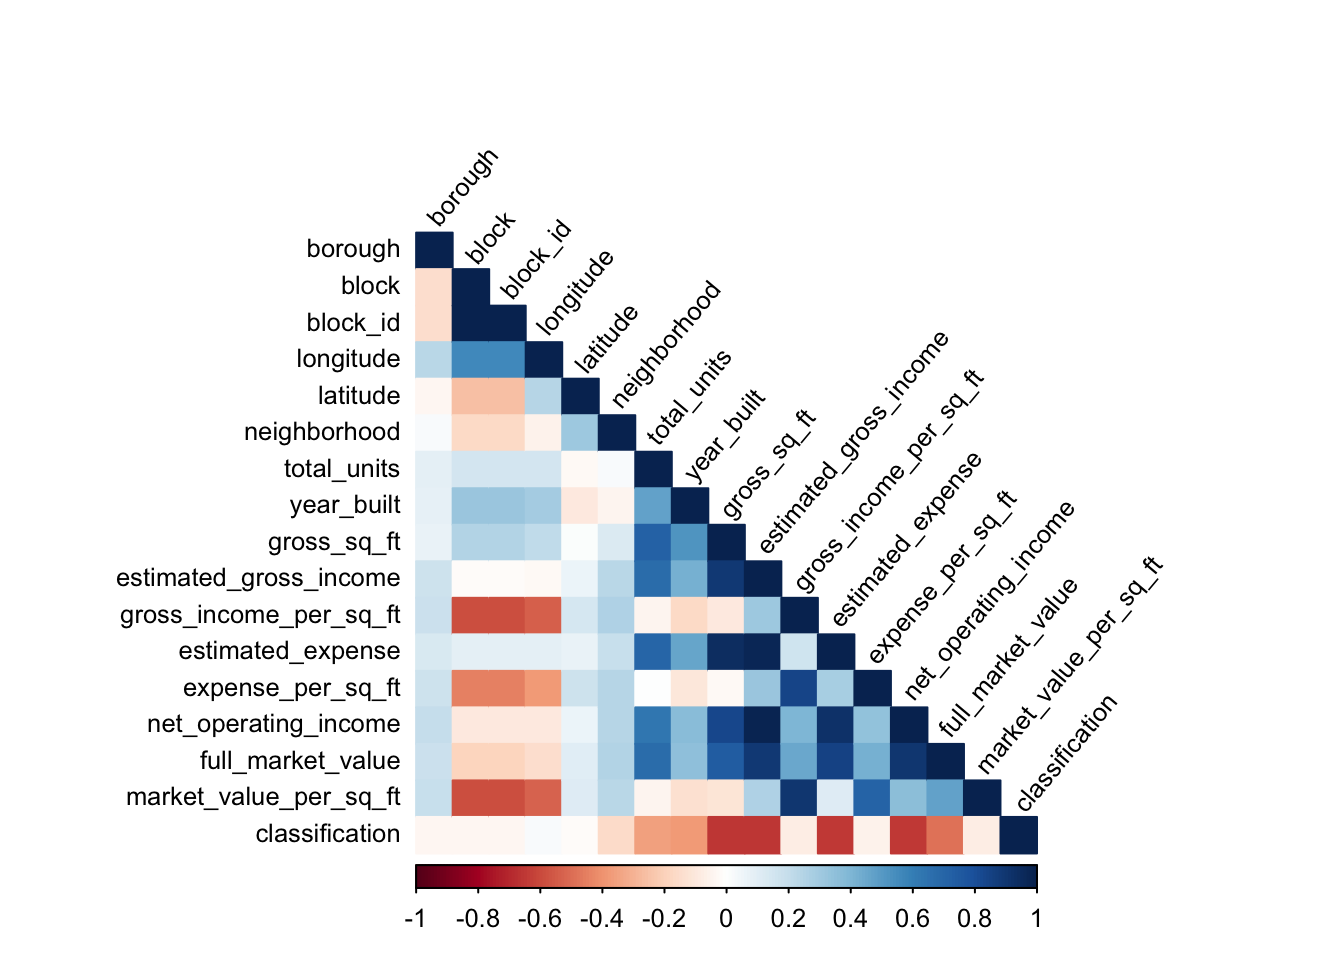 borough
block
block_id
longitude
latitude
neighborhood
total_units
year_built
gross_sq_ft
estimated_gross_income
gross_income_per_sq_ft
estimated_expense
expense_per_sq_ft
net_operating_income
full_market_value
market_value_per_sq_ft
classification
borough
block
block_id
longitude
latitude
neighborhood
total_units
year_built
gross_sq_ft
estimated_gross_income
gross_income_per_sq_ft
estimated_expense
expense_per_sq_ft
net_operating_income
full_market_value
market_value_per_sq_ft
classification
-1 -0.8 -0.6 -0.4 -0.2 0 0.2 0.4 0.6 0.8 1